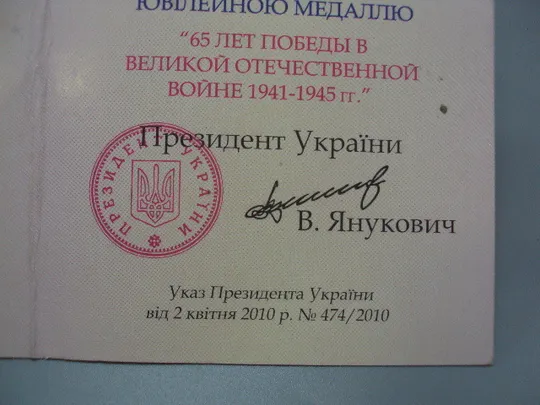 ЮВІЛЕЙНОЮ МЕДАЛЛЮ
"65 ЛЕТ ПОБЕДЫ В
ВЕЛИКОЙ ОТЕЧЕСТВЕННОЙ
ВОЙНЕ 1941-1945 гг."
Президент України
ПРЕЗИДЕНТ УКРАЇНИ
В. Янукович
Указ Президента України
від 2 квітня 2010 р. № 474/2010